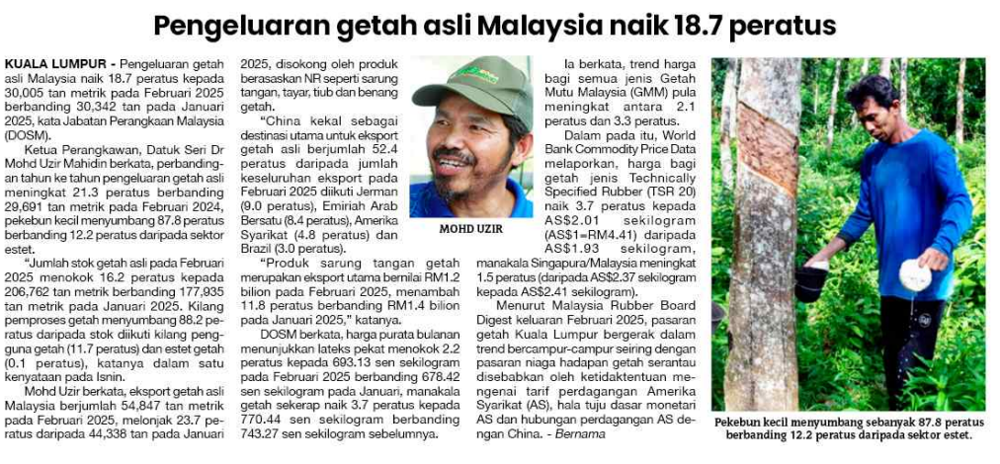 Pengeluaran getah asli Malaysia naik 18.7 peratus
KUALA LUMPUR - Pengeluaran getah
asli Malaysia naik 18.7 peratus kepada
30,005 tan metrik pada Februari 2025
berbanding 30,342 tan pada Januari
2025, kata Jabatan Perangkaan Malaysia
(DOSM).
Ketua Perangkawan, Datuk Seri Dr
Mohd Uzir Mahidin berkata, perbanding-
an tahun ke tahun pengeluaran getah asli
meningkat 21.3 peratus berbanding
29,691 tan metrik pada Februari 2024,
pekebun kecil menyumbang 87.8 peratus
berbanding 12.2 peratus daripada sektor
estet.
"Jumlah stok getah asli pada Februari
2025 menokok 16.2 peratus kepada
206,762 tan metrik berbanding 177,935
tan metrik pada Januari 2025. Kilang
pemproses getah menyumbang 88.2 pe-
ratus daripada stok diikuti kilang peng-
guna getah (11.7 peratus) dan estet getah
(0.1 peratus), katanya dalam satu
kenyataan pada Isnin.
Mohd Uzir berkata, eksport getah asli
Malaysia berjumlah 54,847 tan metrik
pada Februari 2025, melonjak 23.7 pe-
ratus daripada 44,338 tan pada Januari
2025, disokong oleh produk
berasaskan NR seperti sarung
tangan, tayar, tiub dan benang
getah.
"China kekal sebagai
destinasi utama untuk eksport
getah asli berjumlah 52.4
peratus daripada jumlah
keseluruhan eksport pada
Februari 2025 diikuti Jerman
(9.0 peratus), Emiriah Arab
Bersatu (8.4 peratus), Amerika
Syarikat (4.8 peratus) dan
Brazil (3.0 peratus).
"Produk sarung tangan getah
merupakan eksport utama bernilai RM1.2
bilion pada Februari 2025, menambah
11.8 peratus berbanding RM1.4 bilion
pada Januari 2025," katanya.
DOSM berkata, harga purata bulanan
menunjukkan lateks pekat menokok 2.2
peratus kepada 693.13 sen sekilogram
pada Februari 2025 berbanding 678.42
sen sekilogram pada Januari, manakala
getah sekerap naik 3.7 peratus kepada
770.44 sen sekilogram berbanding
743.27 sen sekilogram sebelumnya.
MOHD UZIR
Ia berkata, trend harga
bagi semua jenis Getah
Mutu Malaysia (GMM) pula
meningkat antara 2.1
peratus dan 3.3 peratus.
Dalam pada itu, World
Bank Commodity Price Data
melaporkan, harga bagi
getah jenis Technically
Specified Rubber (TSR 20)
naik 3.7 peratus kepada
AS$2.01 sekilogram
(AS$1=RM4.41) daripada
AS$1.93 sekilogram,
manakala Singapura/Malaysia meningkat
1.5 peratus (daripada AS$2.37 sekilogram
kepada AS$2.41 sekilogram).
Menurut Malaysia Rubber Board
Digest keluaran Februari 2025, pasaran
getah Kuala Lumpur bergerak dalam
trend bercampur-campur seiring dengan
pasaran niaga hadapan getah serantau
disebabkan oleh ketidaktentuan me-
ngenai tarif perdagangan Amerika
Syarikat (AS), hala tuju dasar monetari
AS dan hubungan perdagangan AS de-
ngan China. - Bernama
Pekebun kecil menyumbang sebanyak 87.8 peratus
berbanding 12.2 peratus daripada sektor estet.